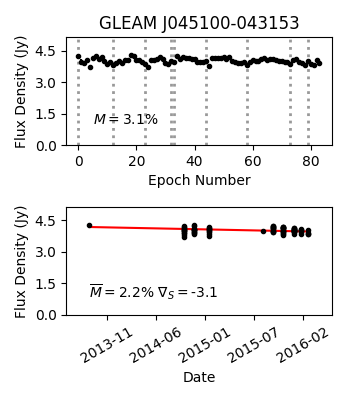 GLEAM J045100-043153
Flux Density (Jy)
4.5
3.0
1.5
0.0
M = 3.1%
0 20 40 60 80
Epoch Number
Flux Density (Jy)
4.5
3.0
1.5
0.0
M̅ = 2.2% ∇S = -3.1
2013-11 2014-06 2015-01 2015-07 2016-02
Date